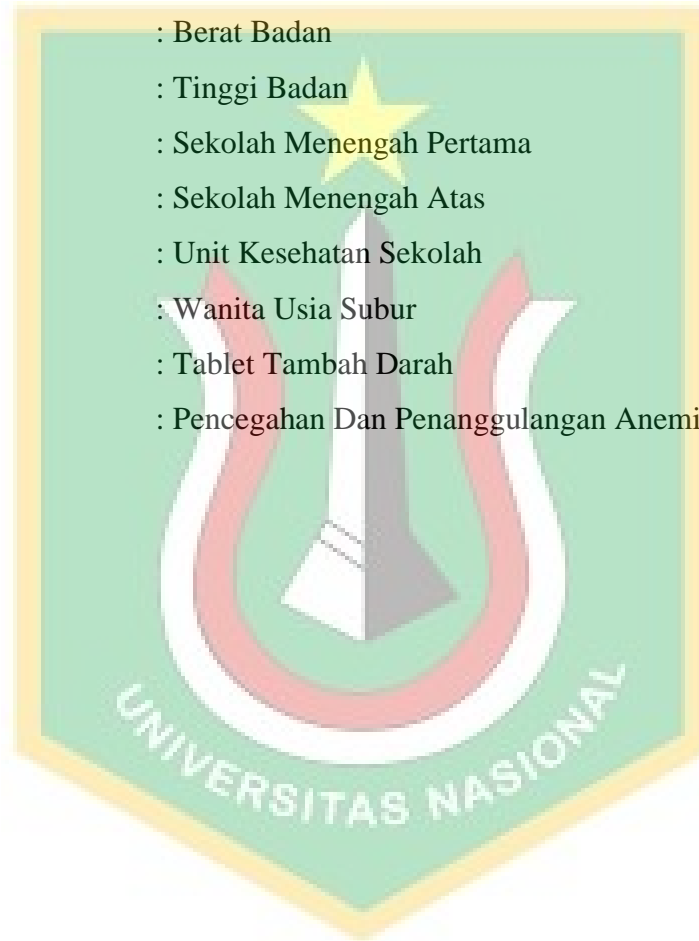 : Berat Badan
: Tinggi Badan
: Sekolah Menengah Pertama
: Sekolah Menengah Atas
: Unit Kesehatan Sekolah
: Wanita Usia Subur
: Tablet Tambah Darah
: Pencegahan Dan Penanggulangan Anemi
UNIVERSITAS NASIONAL